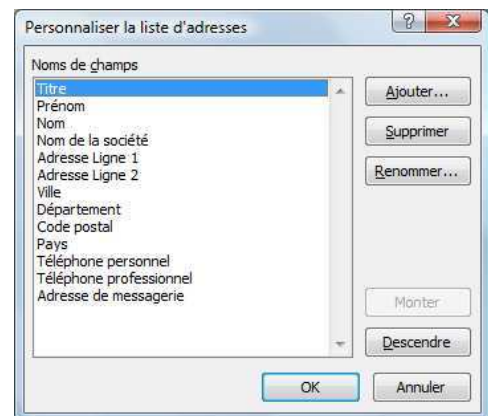 Personnaliser la liste d'adresses
?
X
Noms de champs
Titre
Prénom
Nom
Nom de la société
Adresse Ligne 1
Adresse Ligne 2
Ville
Département
Code postal
Pays
Téléphone personnel
Téléphone professionnel
Adresse de messagerie
Ajouter...
Supprimer
Renommer...
Monter
Descendre
OK
Annuler